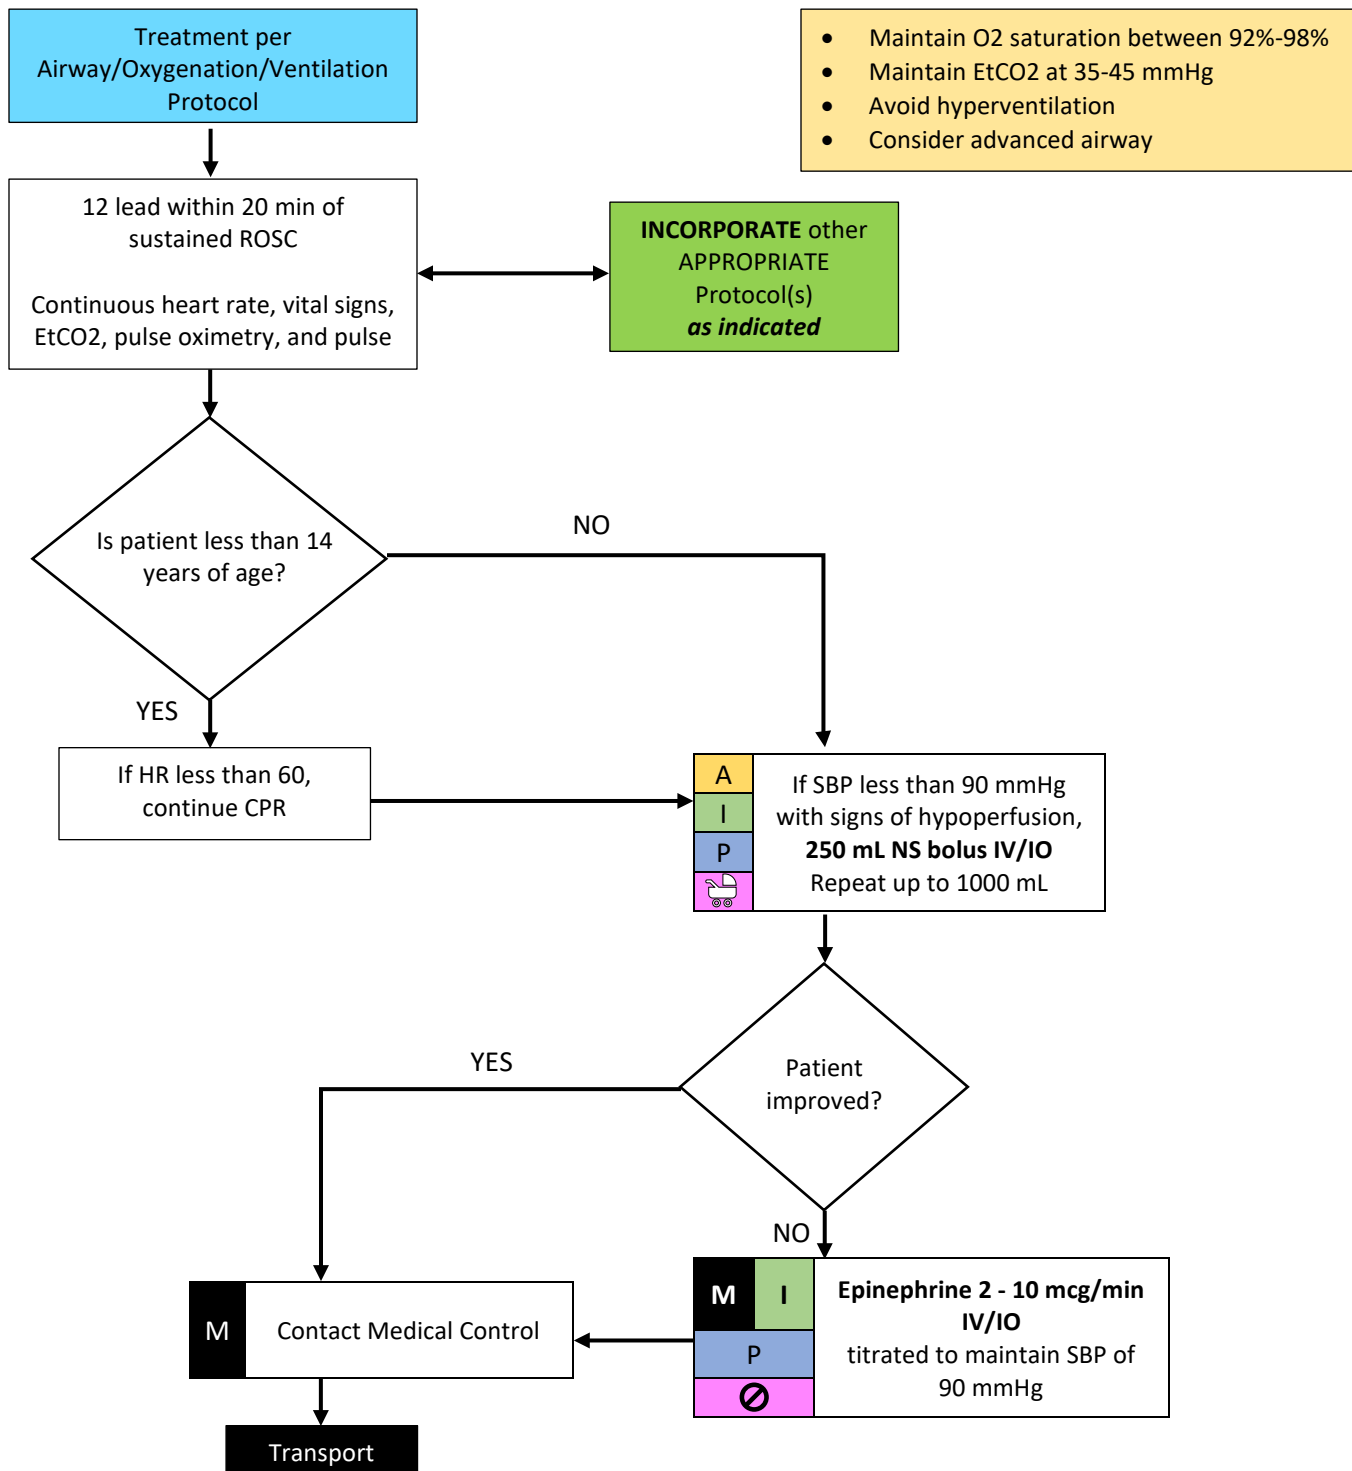 Treatment per
Airway/Oxygenation/Ventilation
Protocol
• Maintain O2 saturation between 92%-98%
• Maintain EtCO2 at 35-45 mmHg
• Avoid hyperventilation
• Consider advanced airway
12 lead within 20 min of
sustained ROSC
Continuous heart rate, vital signs,
EtCO2, pulse oximetry, and pulse
INCORPORATE other
APPROPRIATE
Protocol(s)
as indicated
Is patient less than 14
years of age?
NO
YES
If HR less than 60,
continue CPR
A
I
P
If SBP less than 90 mmHg
with signs of hypoperfusion,
250 mL NS bolus IV/IO
Repeat up to 1000 mL
Patient
improved?
YES
NO
M
Contact Medical Control
M I
P
Epinephrine 2 - 10 mcg/min
IV/IO
titrated to maintain SBP of
90 mmHg
Transport